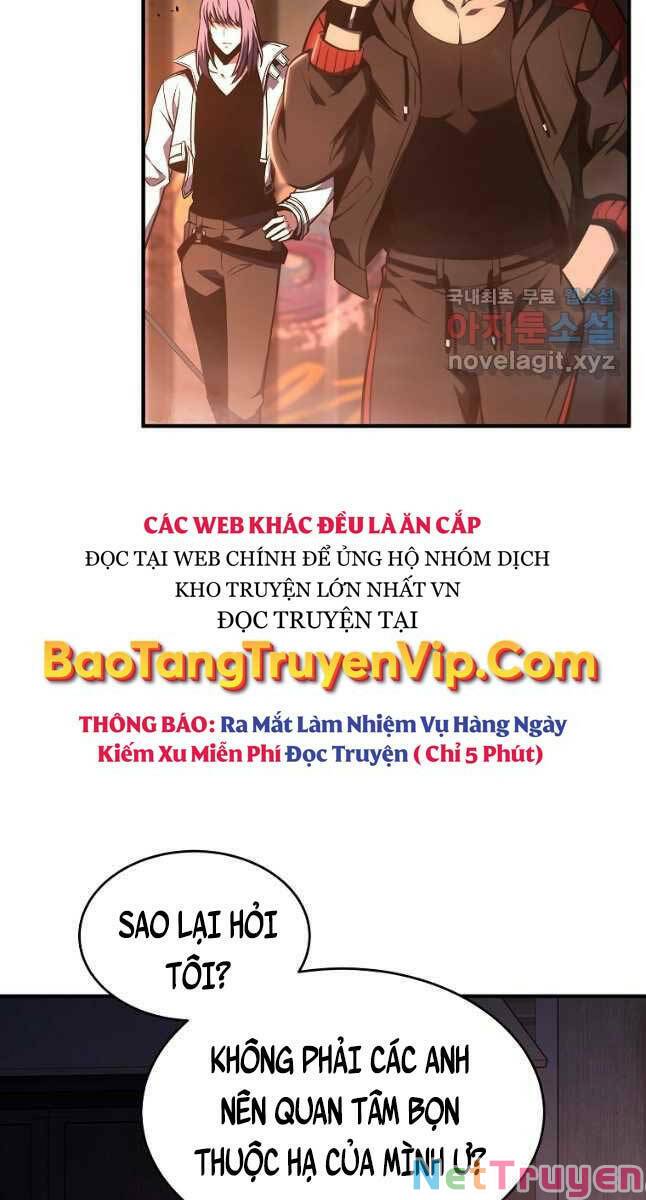 국내최초 무료 웹소설
아지툰소설
novelagit.xyz
CÁC WEB KHÁC ĐỀU LÀ ĂN CẮP
ĐỌC TẠI WEB CHÍNH ĐỂ ỦNG HỘ NHÓM DỊCH
KHO TRUYỆN LỚN NHẤT VN
ĐỌC TRUYỆN TẠI
BaoTangTruyenVip.Com
THÔNG BÁO: Ra Mắt Làm Nhiệm Vụ Hàng Ngày
Kiếm Xu Miễn Phí Đọc Truyện ( Chỉ 5 Phút)
SAO LẠI HỎI
TÔI?
KHÔNG PHẢI CÁC ANH
NÊN QUAN TÂM BỌN
THUỘC HẠ CỦA MÌNH Ư?
NetTruyen